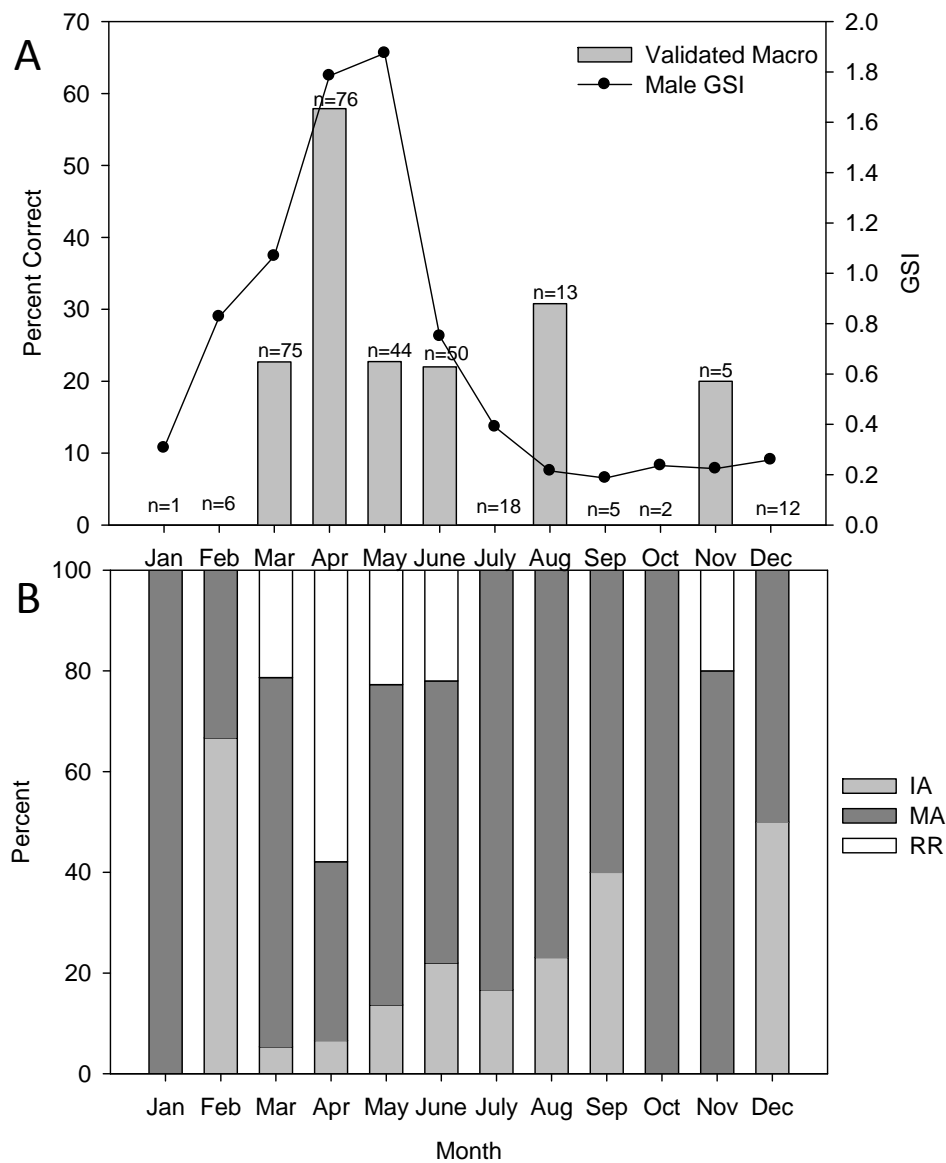 A
Percent Correct
70
60
50
40
30
20
10
0
Validated Macro
Male GSI
n=76
n=13
n=75
n=44
n=50
n=5
n=1
n=6
n=18
n=5
n=2
n=12
2.0
1.8
1.6
1.4
1.2
1.0
0.8
0.6
0.4
0.2
0.0
GSI
Jan Feb Mar Apr May June July Aug Sep Oct Nov Dec
B
Percent
100
80
60
40
20
0
IA
MA
RR
Jan Feb Mar Apr May June July Aug Sep Oct Nov Dec
Month